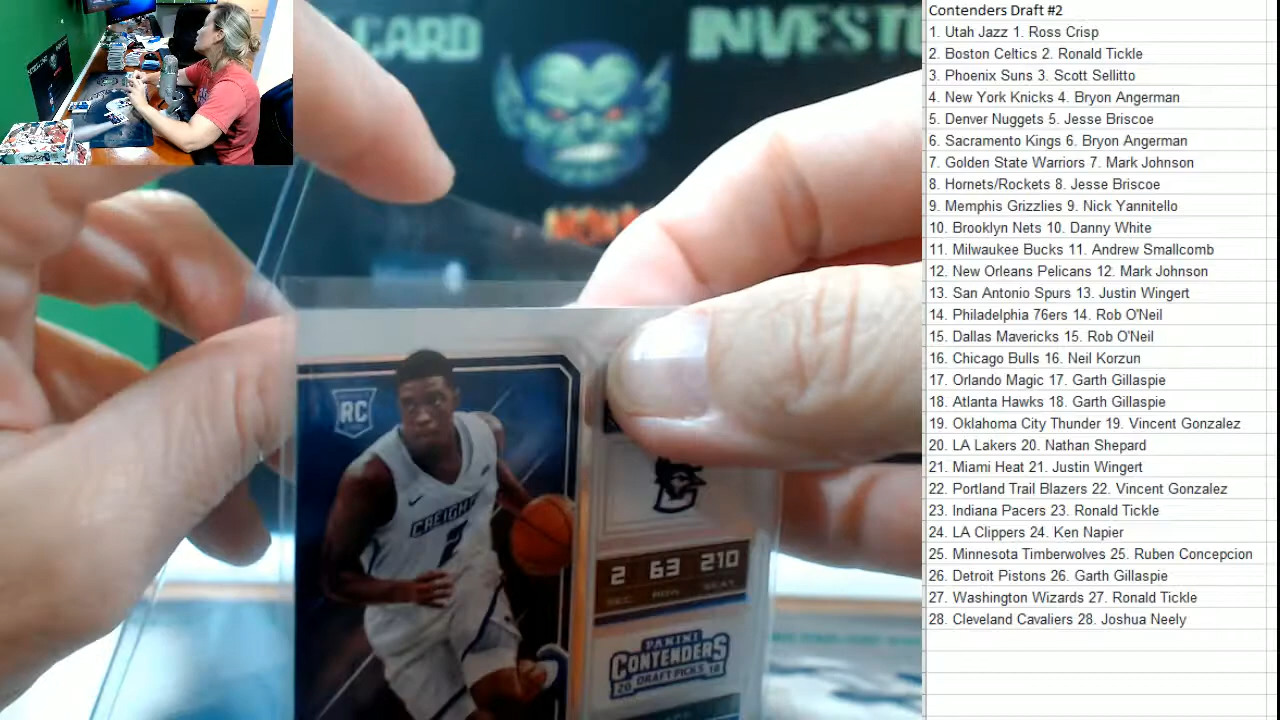 CARD
INVESTO
RC
CREIGHTO
2
2 63 210
SEC ROW SEAT
PANINI
CONTENDERS
20 DRAFT PICKS 18
Contenders Draft #2
1. Utah Jazz 1. Ross Crisp
2. Boston Celtics 2. Ronald Tickle
3. Phoenix Suns 3. Scott Sellitto
4. New York Knicks 4. Bryon Angerman
5. Denver Nuggets 5. Jesse Briscoe
6. Sacramento Kings 6. Bryon Angerman
7. Golden State Warriors 7. Mark Johnson
8. Hornets/Rockets 8. Jesse Briscoe
9. Memphis Grizzlies 9. Nick Yannitello
10. Brooklyn Nets 10. Danny White
11. Milwaukee Bucks 11. Andrew Smallcomb
12. New Orleans Pelicans 12. Mark Johnson
13. San Antonio Spurs 13. Justin Wingert
14. Philadelphia 76ers 14. Rob O'Neil
15. Dallas Mavericks 15. Rob O'Neil
16. Chicago Bulls 16. Neil Korzun
17. Orlando Magic 17. Garth Gillaspie
18. Atlanta Hawks 18. Garth Gillaspie
19. Oklahoma City Thunder 19. Vincent Gonzalez
20. LA Lakers 20. Nathan Shepard
21. Miami Heat 21. Justin Wingert
22. Portland Trail Blazers 22. Vincent Gonzalez
23. Indiana Pacers 23. Ronald Tickle
24. LA Clippers 24. Ken Napier
25. Minnesota Timberwolves 25. Ruben Concepcion
26. Detroit Pistons 26. Garth Gillaspie
27. Washington Wizards 27. Ronald Tickle
28. Cleveland Cavaliers 28. Joshua Neely